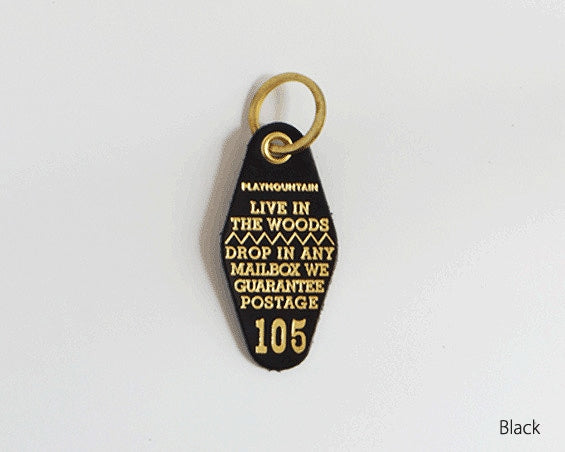 PLAYMOUNTAIN
LIVE IN
THE WOODS
DROP IN ANY
MAILBOX WE
GUARANTEE
POSTAGE
105
Black